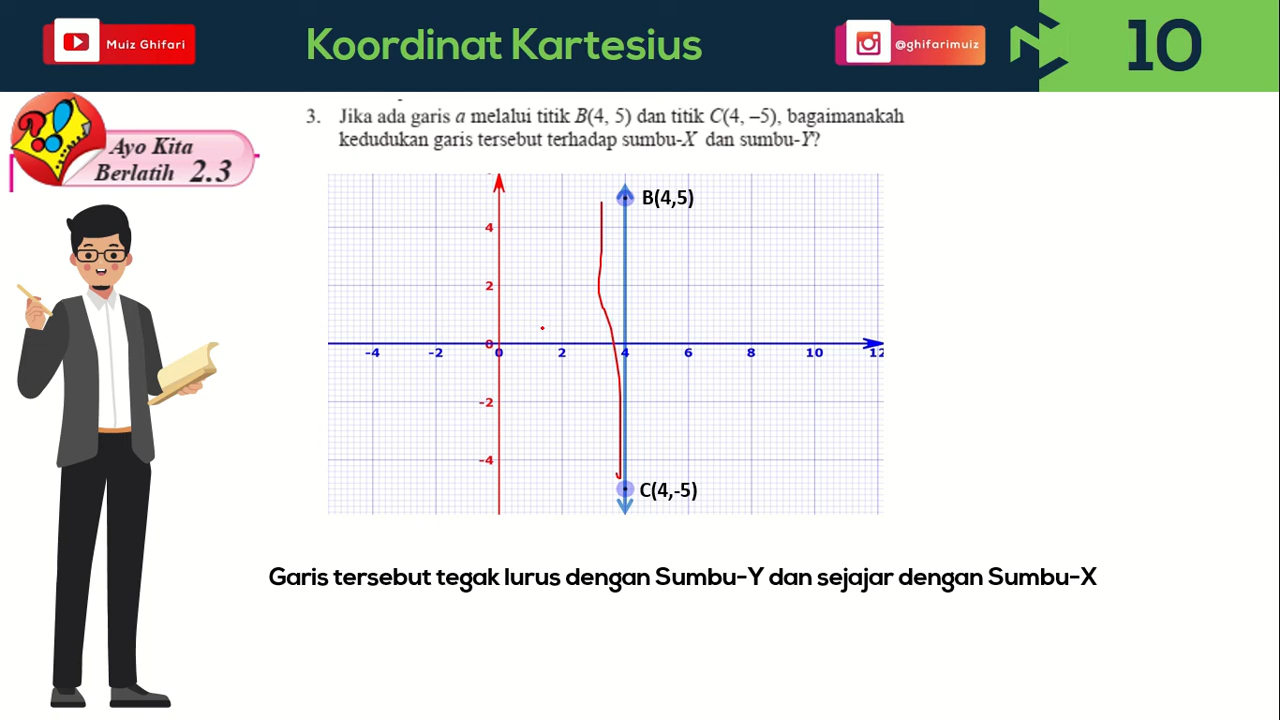 Muiz Ghifari
Koordinat Kartesius
@ghifarimuiz
10
?!
Ayo Kita
Berlatih 2.3
3. Jika ada garis a melalui titik B(4, 5) dan titik C(4, –5), bagaimanakah
kedudukan garis tersebut terhadap sumbu-X dan sumbu-Y?
B(4,5)
4
2
0
-4 -2 0 2 4 6 8 10 12
-2
-4
C(4,-5)
Garis tersebut tegak lurus dengan Sumbu-Y dan sejajar dengan Sumbu-X